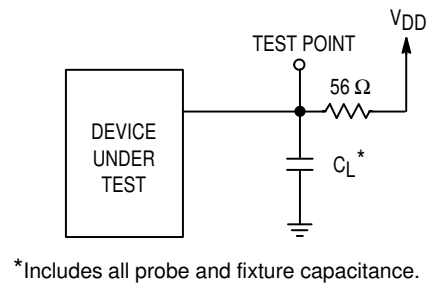 VDD
TEST POINT
56 Ω
DEVICE
UNDER
TEST
CL*
*Includes all probe and fixture capacitance.